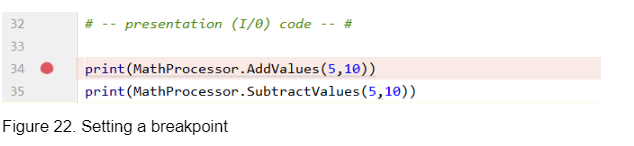 32 # -- presentation (I/0) code -- #
33
34 print(MathProcessor.AddValues(5,10))
35 print(MathProcessor.SubtractValues(5,10))
Figure 22. Setting a breakpoint